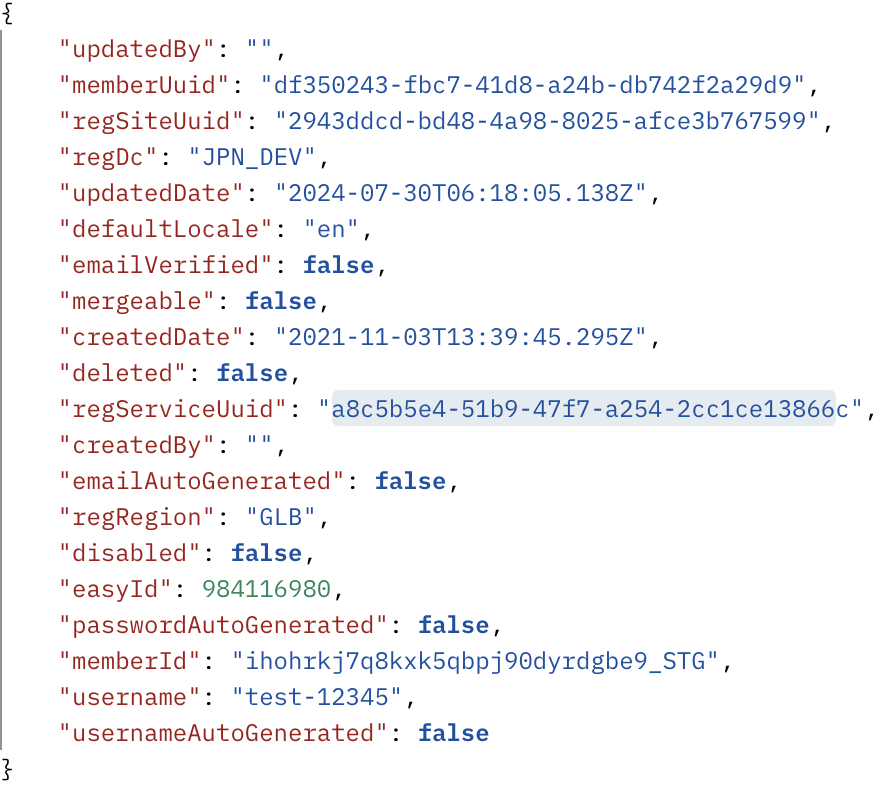 {
"updatedBy": "",
"memberUuid": "df350243-fbc7-41d8-a24b-db742f2a29d9",
"regSiteUuid": "2943ddcd-bd48-4a98-8025-afce3b767599",
"regDc": "JPN_DEV",
"updatedDate": "2024-07-30T06:18:05.138Z",
"defaultLocale": "en",
"emailVerified": false,
"mergeable": false,
"createdDate": "2021-11-03T13:39:45.295Z",
"deleted": false,
"regServiceUuid": "a8c5b5e4-51b9-47f7-a254-2cc1ce13866c",
"createdBy": "",
"emailAutoGenerated": false,
"regRegion": "GLB",
"disabled": false,
"easyId": 984116980,
"passwordAutoGenerated": false,
"memberId": "ihohrkj7q8kxk5qbpj90dyrdgbe9_STG",
"username": "test-12345",
"usernameAutoGenerated": false
}